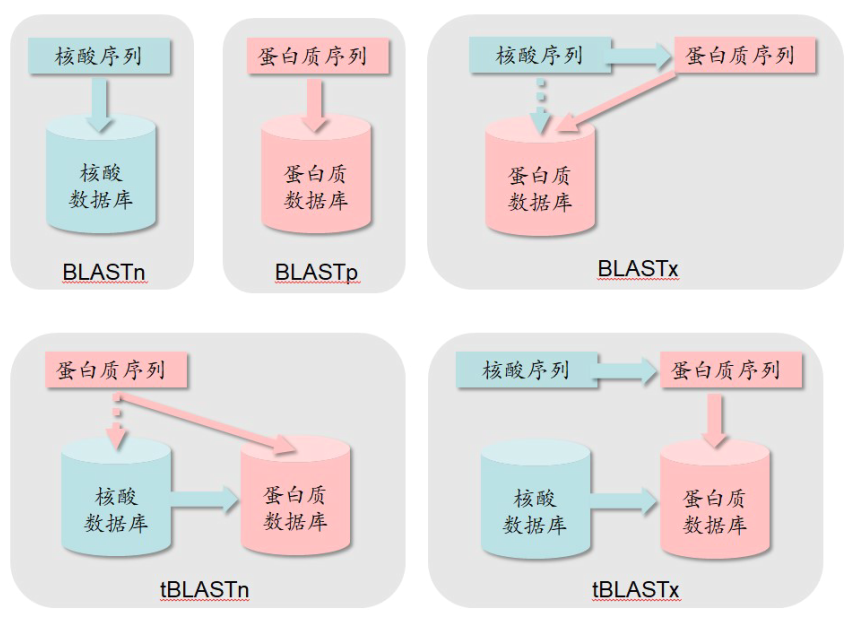 核酸序列
核酸
数据库
BLASTn
蛋白质序列
蛋白质
数据库
BLASTp
核酸序列
蛋白质序列
蛋白质
数据库
BLASTx
蛋白质序列
核酸
数据库
蛋白质
数据库
tBLASTn
核酸序列
蛋白质序列
核酸
数据库
蛋白质
数据库
tBLASTx